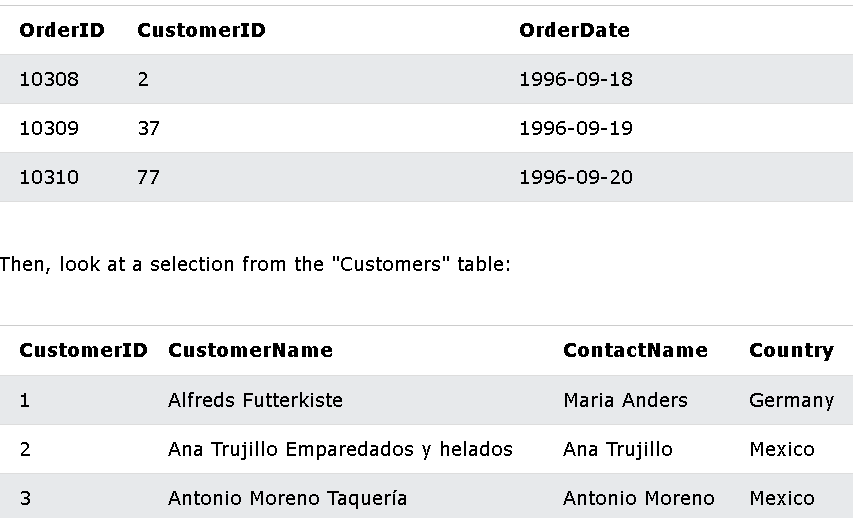 OrderID CustomerID OrderDate
10308 2 1996-09-18
10309 37 1996-09-19
10310 77 1996-09-20
Then, look at a selection from the "Customers" table:
CustomerID CustomerName ContactName Country
1 Alfreds Futterkiste Maria Anders Germany
2 Ana Trujillo Emparedados y helados Ana Trujillo Mexico
3 Antonio Moreno Taquería Antonio Moreno Mexico